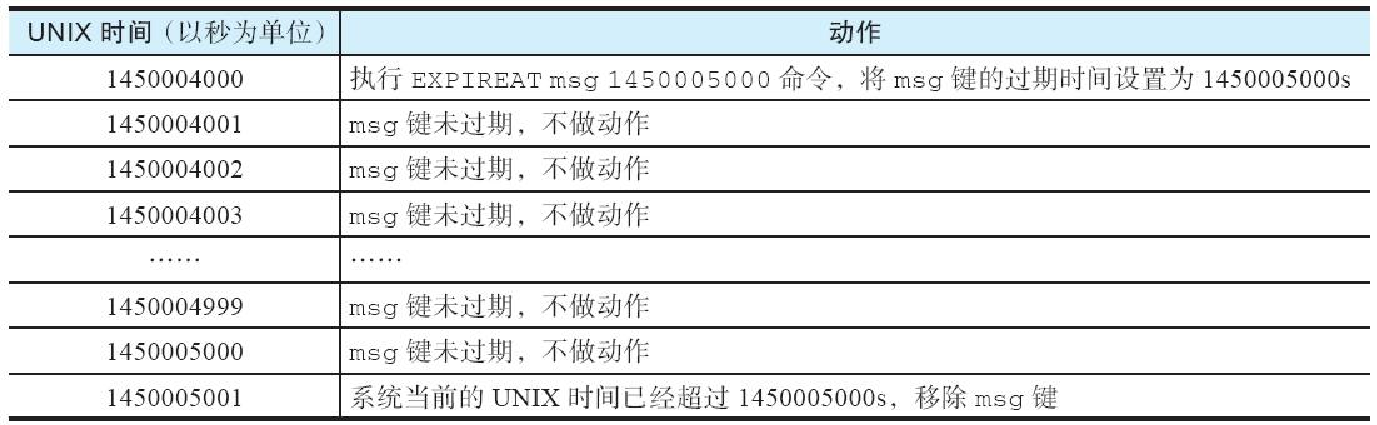 UNIX 时间（以秒为单位） 动作
1450004000 执行 EXPIREAT msg 1450005000 命令，将 msg 键的过期时间设置为 1450005000s
1450004001 msg 键未过期，不做动作
1450004002 msg 键未过期，不做动作
1450004003 msg 键未过期，不做动作
…… ……
1450004999 msg 键未过期，不做动作
1450005000 msg 键未过期，不做动作
1450005001 系统当前的 UNIX 时间已经超过 1450005000s，移除 msg 键